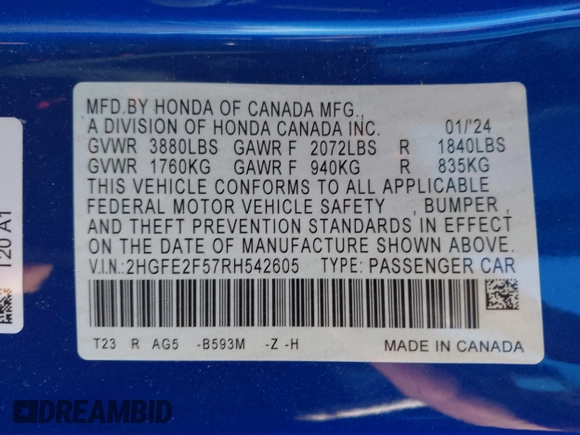 MFD.BY HONDA OF CANADA MFG.,
A DIVISION OF HONDA CANADA INC. 01/'24
GVWR 3880LBS GAWR F 2072LBS R 1840LBS
GVWR 1760KG GAWR F 940KG R 835KG
THIS VEHICLE CONFORMS TO ALL APPLICABLE
FEDERAL MOTOR VEHICLE SAFETY , BUMPER ,
AND THEFT PREVENTION STANDARDS IN EFFECT
ON THE DATE OF MANUFACTURE SHOWN ABOVE.
V.I.N.:2HGFE2F57RH542605 TYPE: PASSENGER CAR
T23 R AG5 -B593M -Z -H MADE IN CANADA
T20 A1
DREAMBID